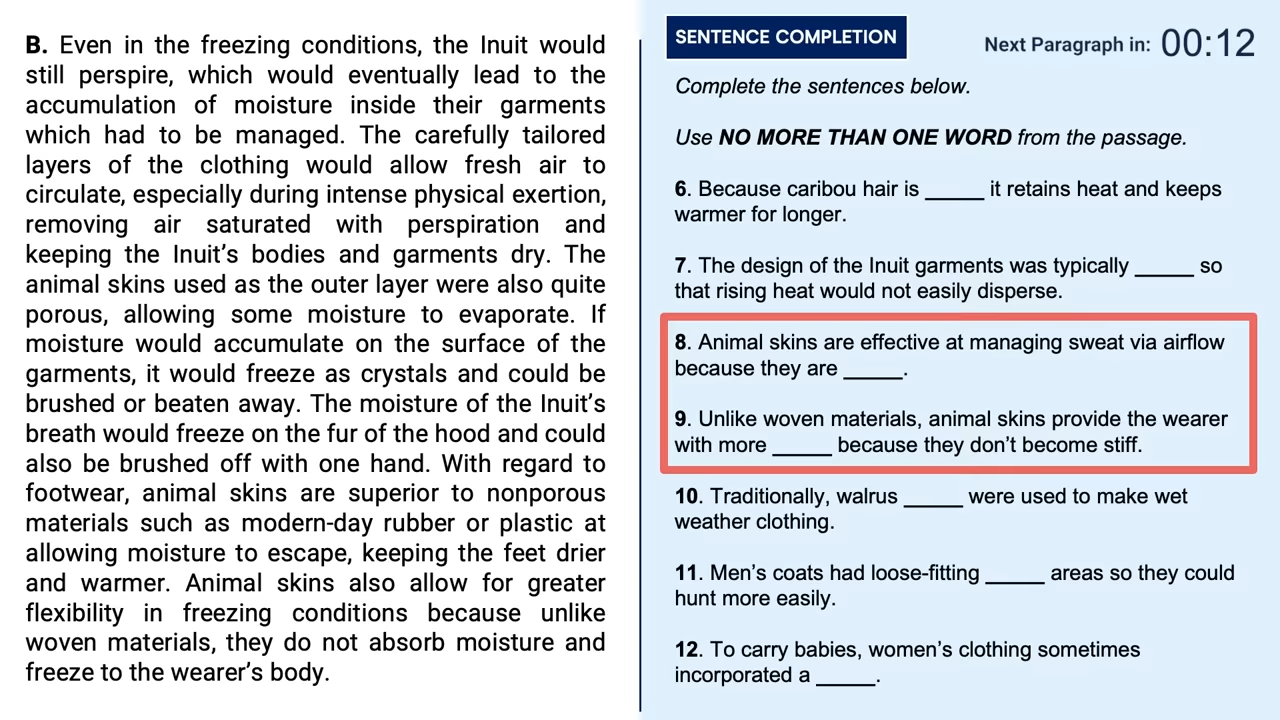 B. Even in the freezing conditions, the Inuit would
still perspire, which would eventually lead to the
accumulation of moisture inside their garments
which had to be managed. The carefully tailored
layers of the clothing would allow fresh air to
circulate, especially during intense physical exertion,
removing air saturated with perspiration and
keeping the Inuit’s bodies and garments dry. The
animal skins used as the outer layer were also quite
porous, allowing some moisture to evaporate. If
moisture would accumulate on the surface of the
garments, it would freeze as crystals and could be
brushed or beaten away. The moisture of the Inuit’s
breath would freeze on the fur of the hood and could
also be brushed off with one hand. With regard to
footwear, animal skins are superior to nonporous
materials such as modern-day rubber or plastic at
allowing moisture to escape, keeping the feet drier
and warmer. Animal skins also allow for greater
flexibility in freezing conditions because unlike
woven materials, they do not absorb moisture and
freeze to the wearer’s body.
SENTENCE COMPLETION
Next Paragraph in: 00:12
Complete the sentences below.
Use NO MORE THAN ONE WORD from the passage.
6. Because caribou hair is _____ it retains heat and keeps
warmer for longer.
7. The design of the Inuit garments was typically _____ so
that rising heat would not easily disperse.
8. Animal skins are effective at managing sweat via airflow
because they are _____.
9. Unlike woven materials, animal skins provide the wearer
with more _____ because they don’t become stiff.
10. Traditionally, walrus _____ were used to make wet
weather clothing.
11. Men’s coats had loose-fitting _____ areas so they could
hunt more easily.
12. To carry babies, women’s clothing sometimes
incorporated a _____.